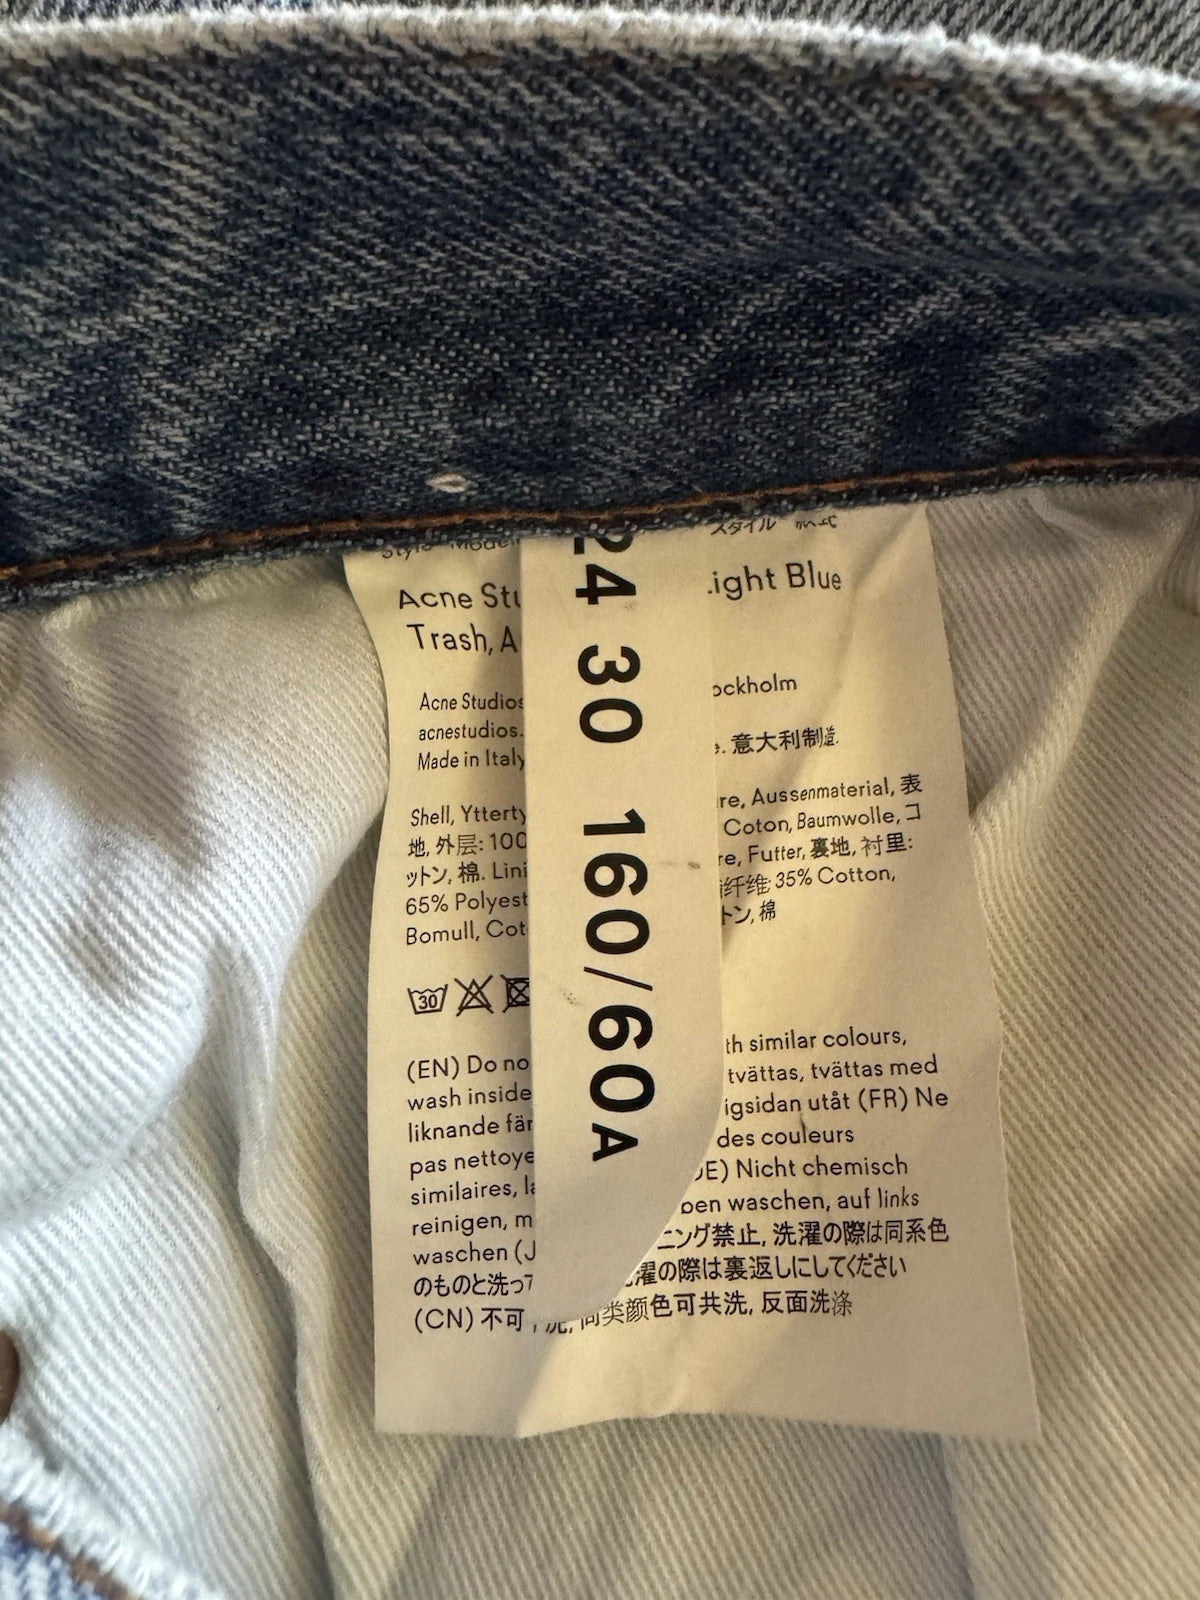 24 30 160/60A
スタイル 款式
Acne ight Blue
Trash, A
Acne Studios ockholm
acnestudios.
Made in Italy 意大利制造.
Shell, Ytterty re, Aussenmaterial, 表
地, 外层: 100 Coton, Baumwolle, コ
ットン, 棉. Lini re, Futter, 裏地, 衬里:
65% Polyest 纤维: 35% Cotton,
Bomull, Cot トン, 棉
30
(EN) Do no th similar colours,
wash inside tvättas, tvättas med
liknande fär igsidan utåt (FR) Ne
pas nettoye des couleurs
similaires, la E) Nicht chemisch
reinigen, m ben waschen, auf links
waschen (J ニング禁止, 洗濯の際は同系色
のものと洗っ 濯の際は裏返しにしてください
(CN) 不可 洗, 同类颜色可共洗, 反面洗涤